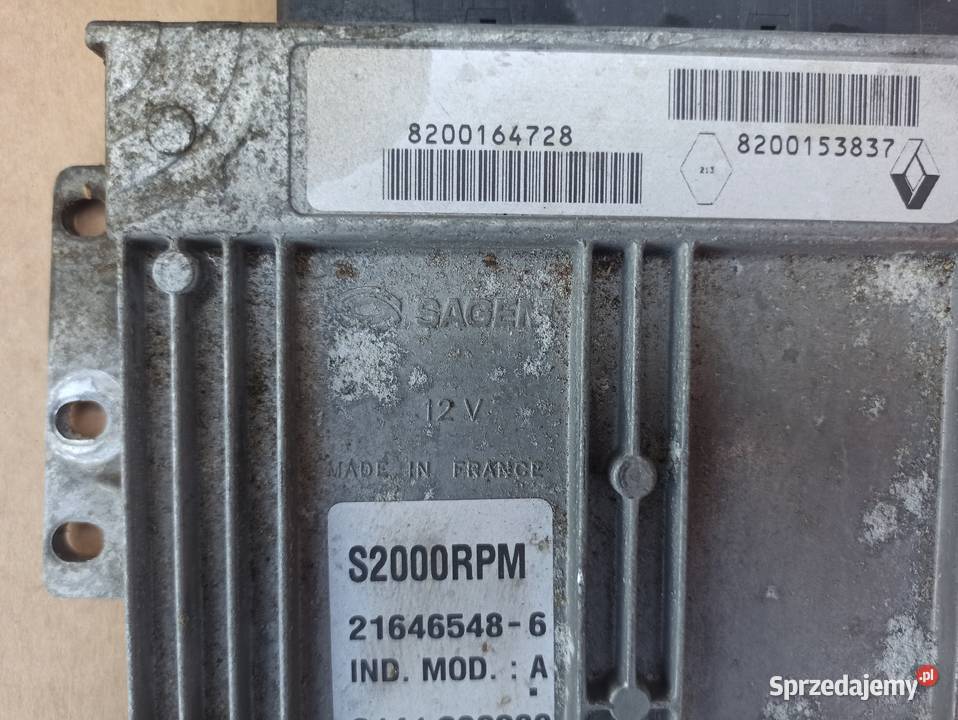 8200164728
8200153837
213
SAGEM
12 V
MADE IN FRANCE
S2000RPM
21646548-6
IND. MOD. : A
Sprzedajemy.pl